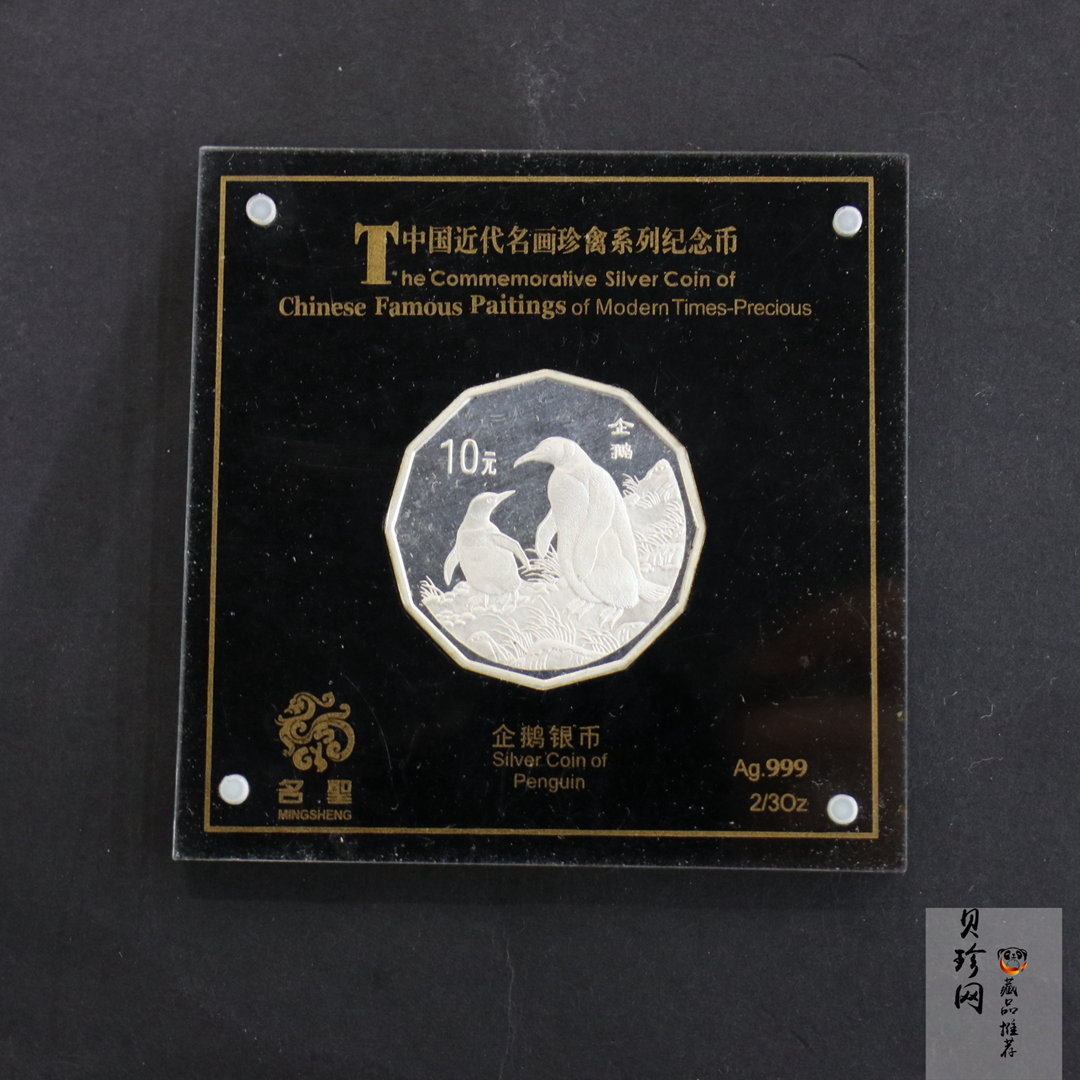 中国近代名画珍禽系列纪念币
The Commemorative Silver Coin of
Chinese Famous Paitings of Modern Times-Precious
10元
企鹅
企鹅银币
Silver Coin of
Penguin
名聖
MINGSHENG
Ag.999
2/3Oz
贝珍网
藏品推荐